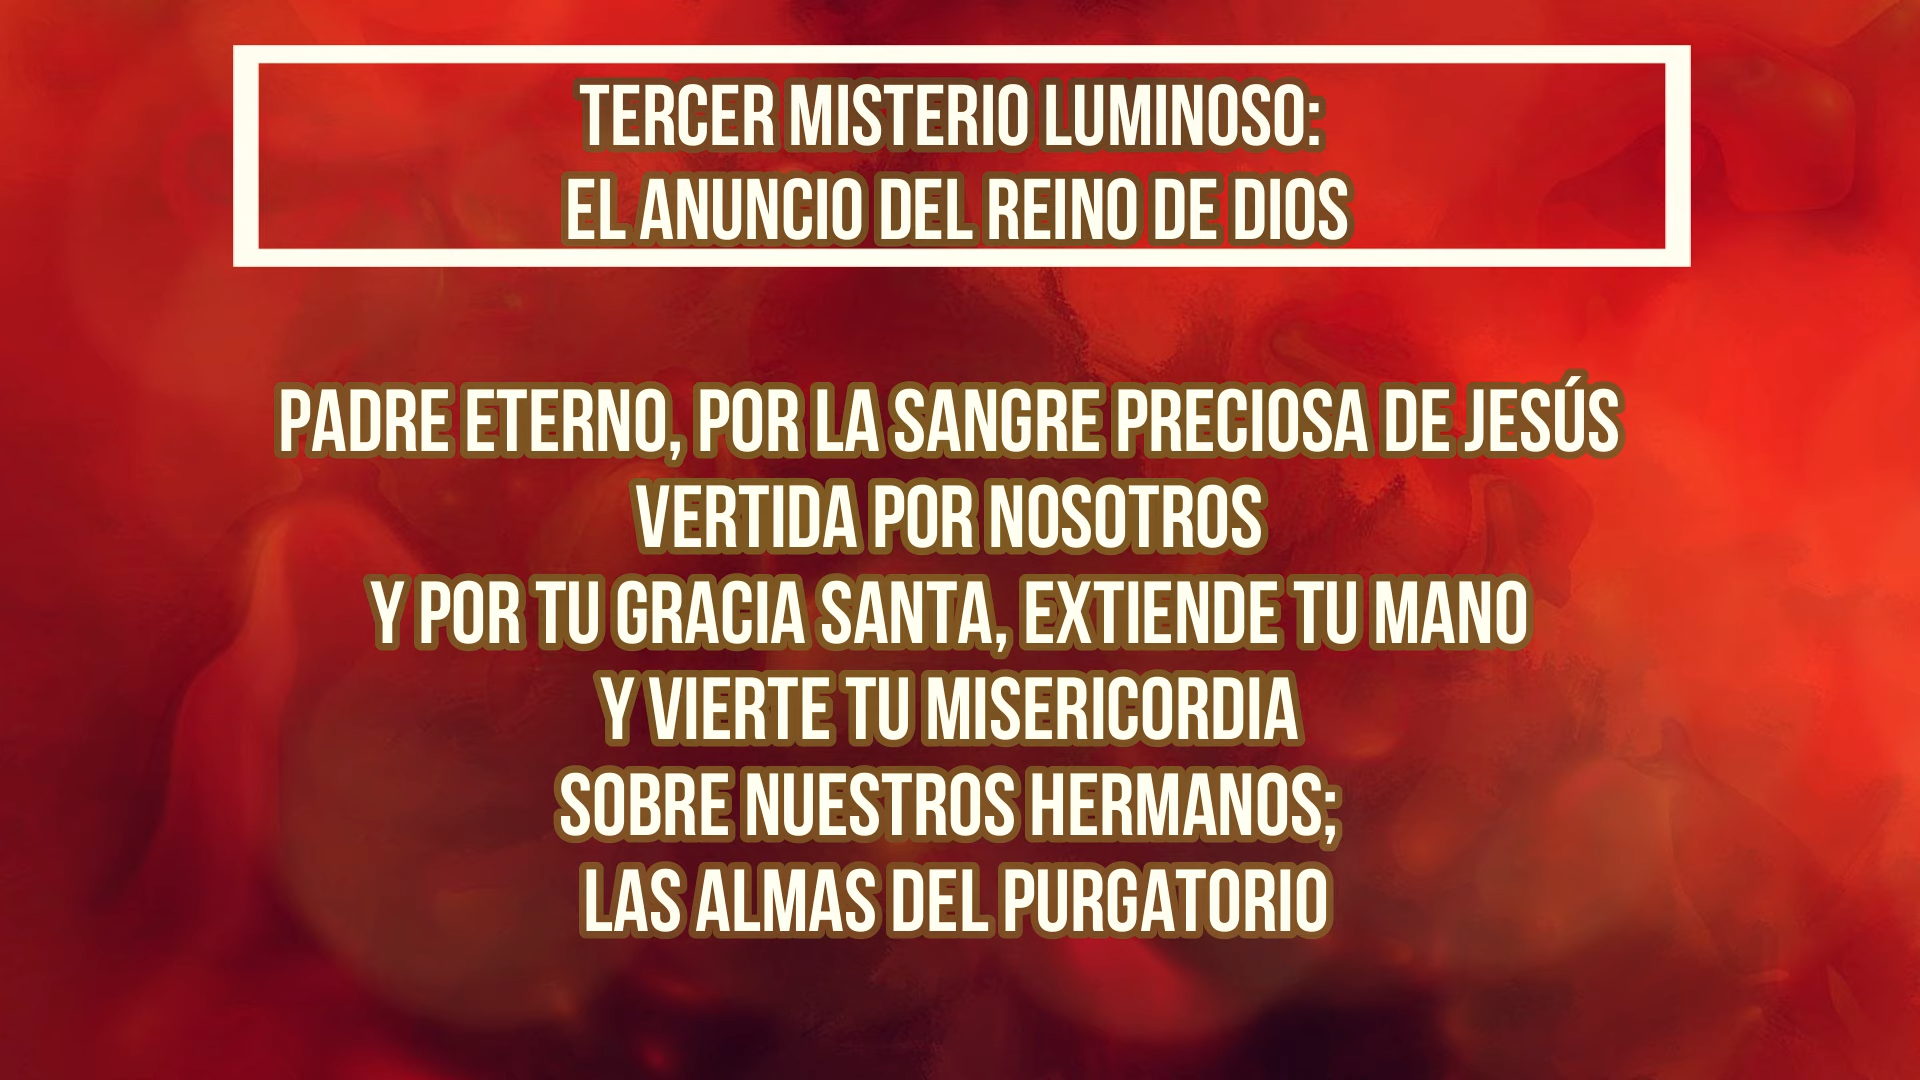 TERCER MISTERIO LUMINOSO:
EL ANUNCIO DEL REINO DE DIOS
PADRE ETERNO, POR LA SANGRE PRECIOSA DE JESÚS
VERTIDA POR NOSOTROS
Y POR TU GRACIA SANTA, EXTIENDE TU MANO
Y VIERTE TU MISERICORDIA
SOBRE NUESTROS HERMANOS;
LAS ALMAS DEL PURGATORIO